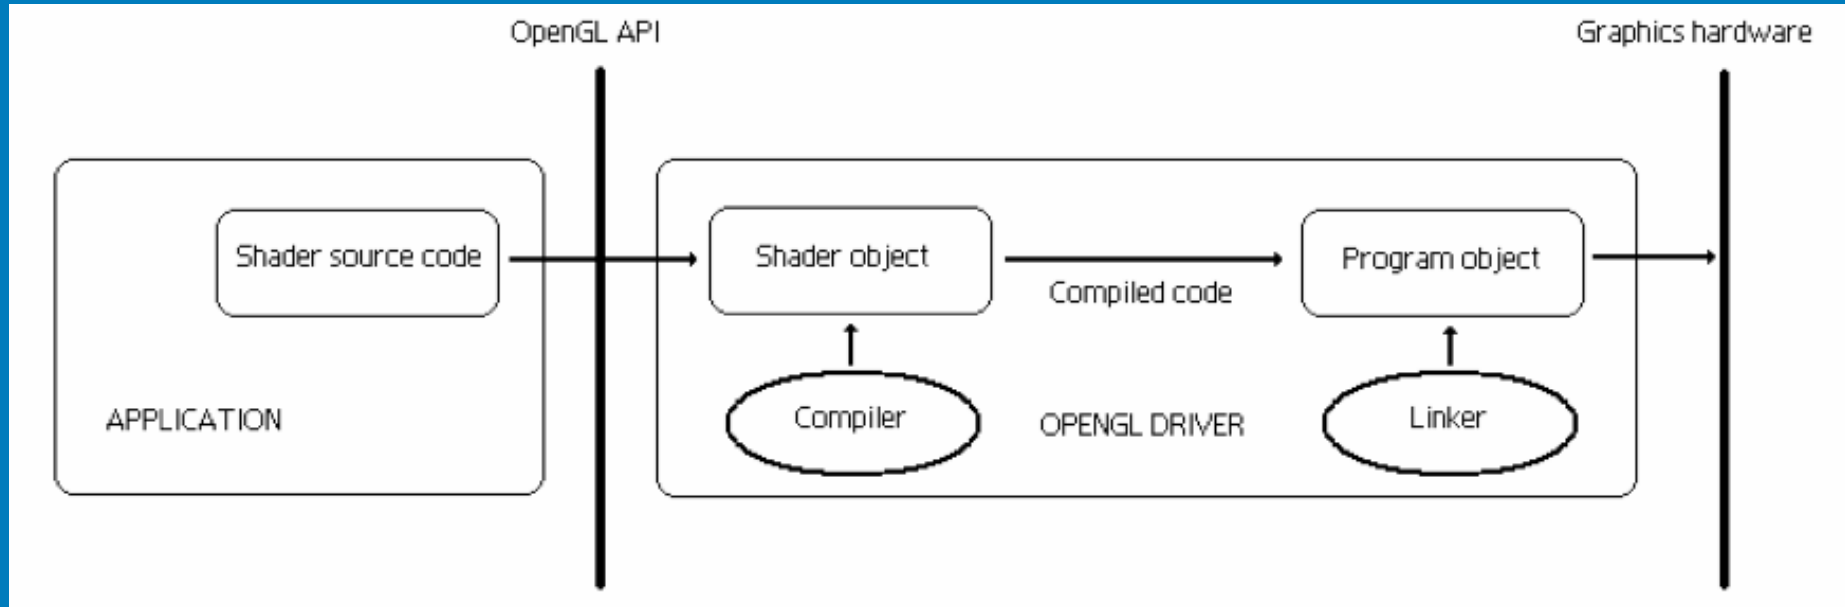 OpenGL API
Graphics hardware
Shader source code
Shader object
Program object
Compiled code
APPLICATION
Compiler
OPENGL DRIVER
Linker